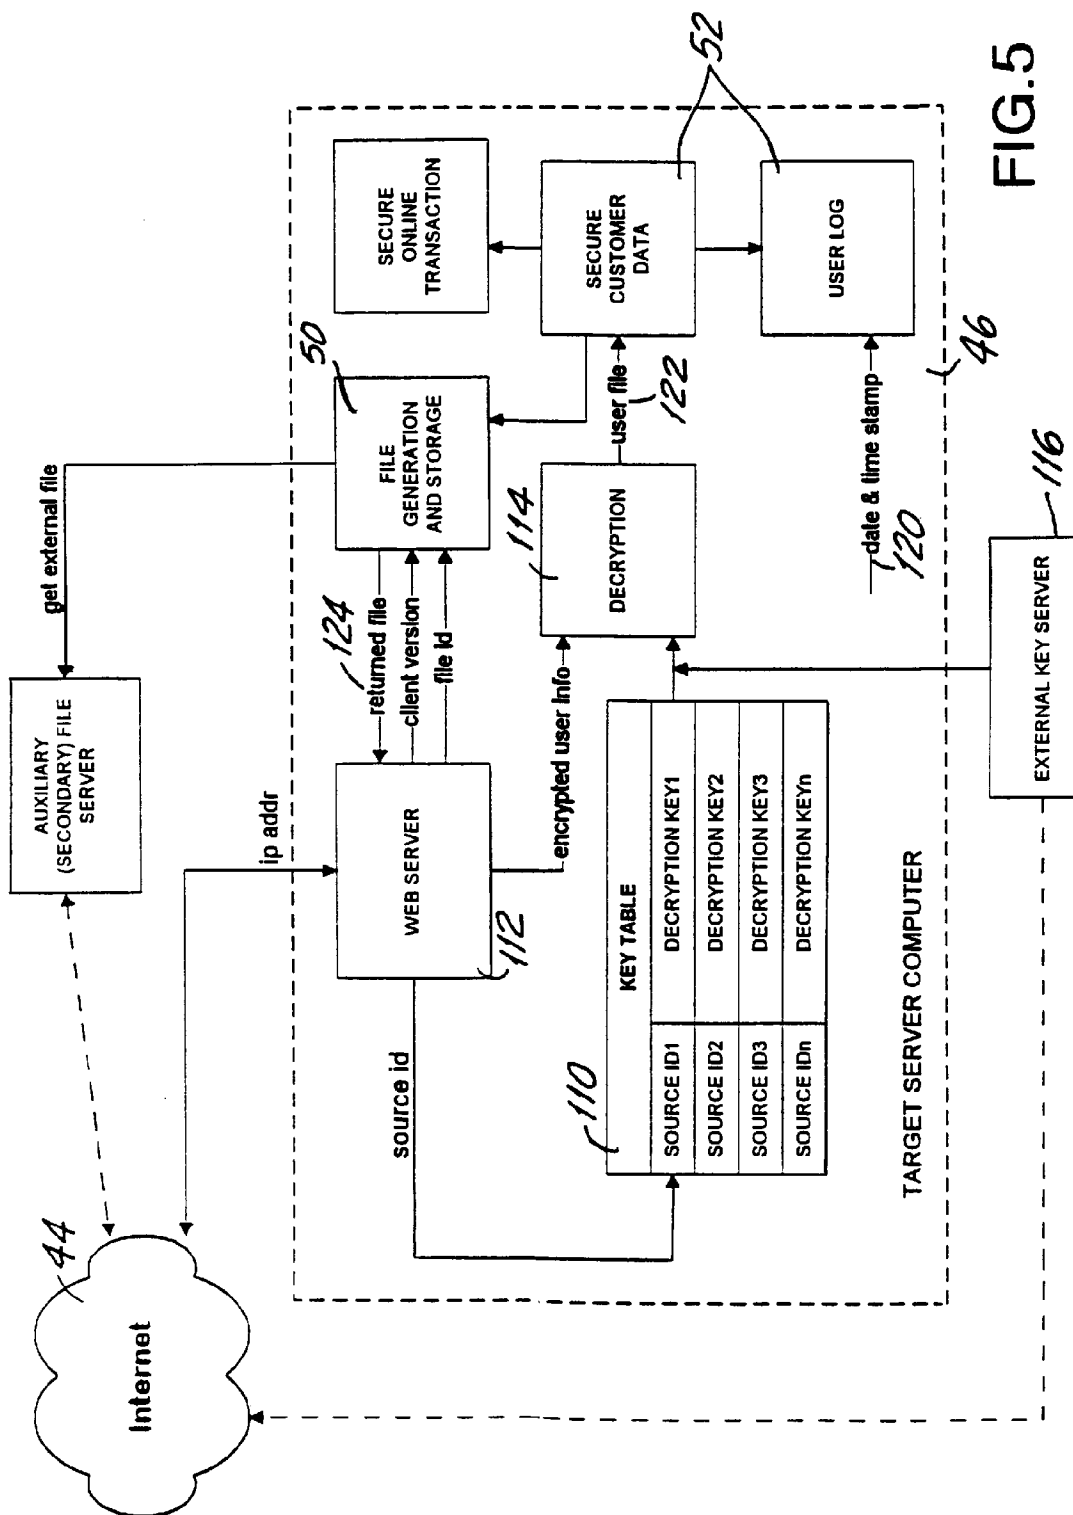 Internet
44
AUXILIARY
(SECONDARY) FILE
SERVER
get external file
ip addr
WEB SERVER
112
source id
returned file
124
client version
file id
FILE
GENERATION
AND STORAGE
50
SECURE
ONLINE
TRANSACTION
encrypted user info
DECRYPTION
114
user file
122
SECURE
CUSTOMER
DATA
52
USER LOG
date & time stamp
120
110
KEY TABLE
SOURCE ID1 DECRYPTION KEY1
SOURCE ID2 DECRYPTION KEY2
SOURCE ID3 DECRYPTION KEY3
SOURCE IDn DECRYPTION KEYn
TARGET SERVER COMPUTER
46
EXTERNAL KEY SERVER
116
FIG.5